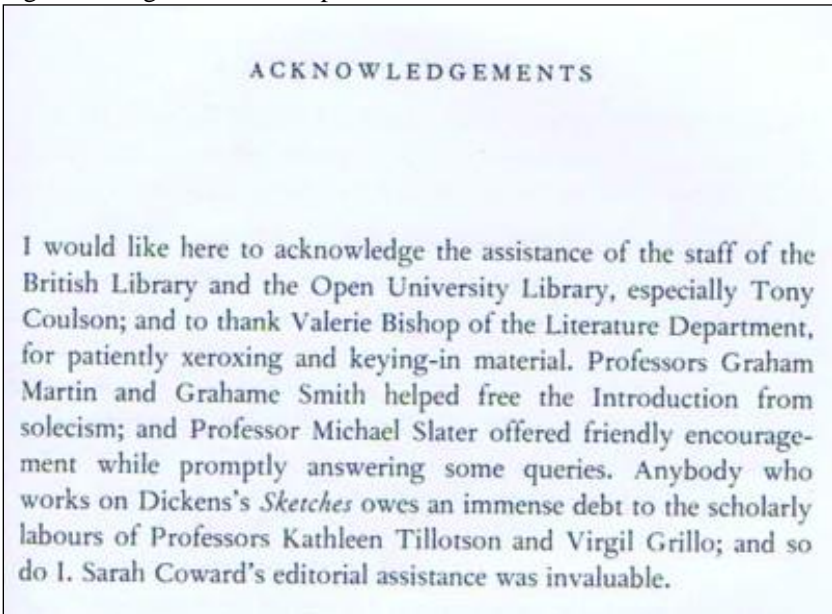 ACKNOWLEDGEMENTS
I would like here to acknowledge the assistance of the staff of the
British Library and the Open University Library, especially Tony
Coulson; and to thank Valerie Bishop of the Literature Department,
for patiently xeroxing and keying-in material. Professors Graham
Martin and Grahame Smith helped free the Introduction from
solecism; and Professor Michael Slater offered friendly encourage-
ment while promptly answering some queries. Anybody who
works on Dickens's Sketches owes an immense debt to the scholarly
labours of Professors Kathleen Tillotson and Virgil Grillo; and so
do I. Sarah Coward's editorial assistance was invaluable.